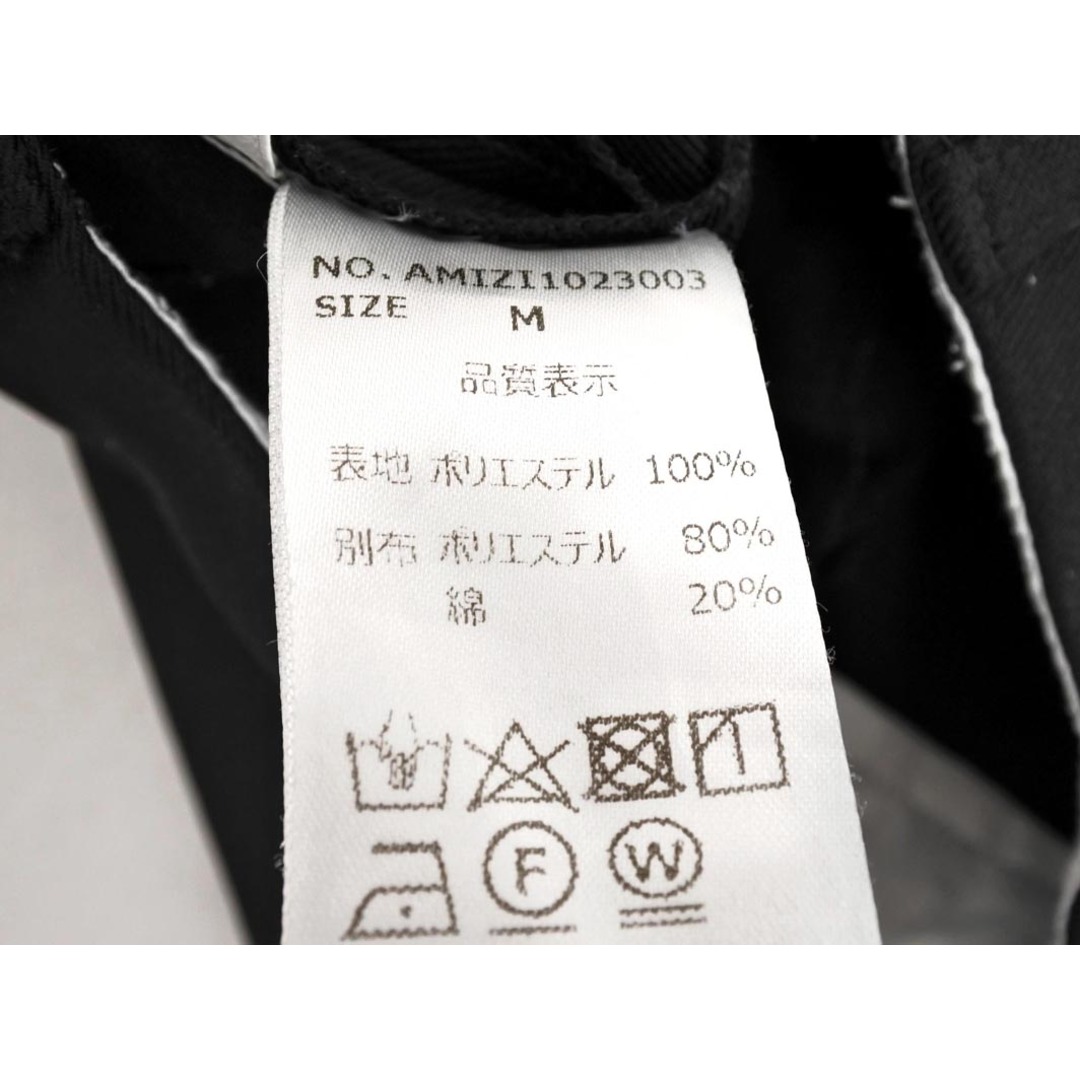 NO. AMIZI1023003
SIZE M
品質表示
表地 ポリエステル 100%
別布 ポリエステル 80%
綿 20%
F W